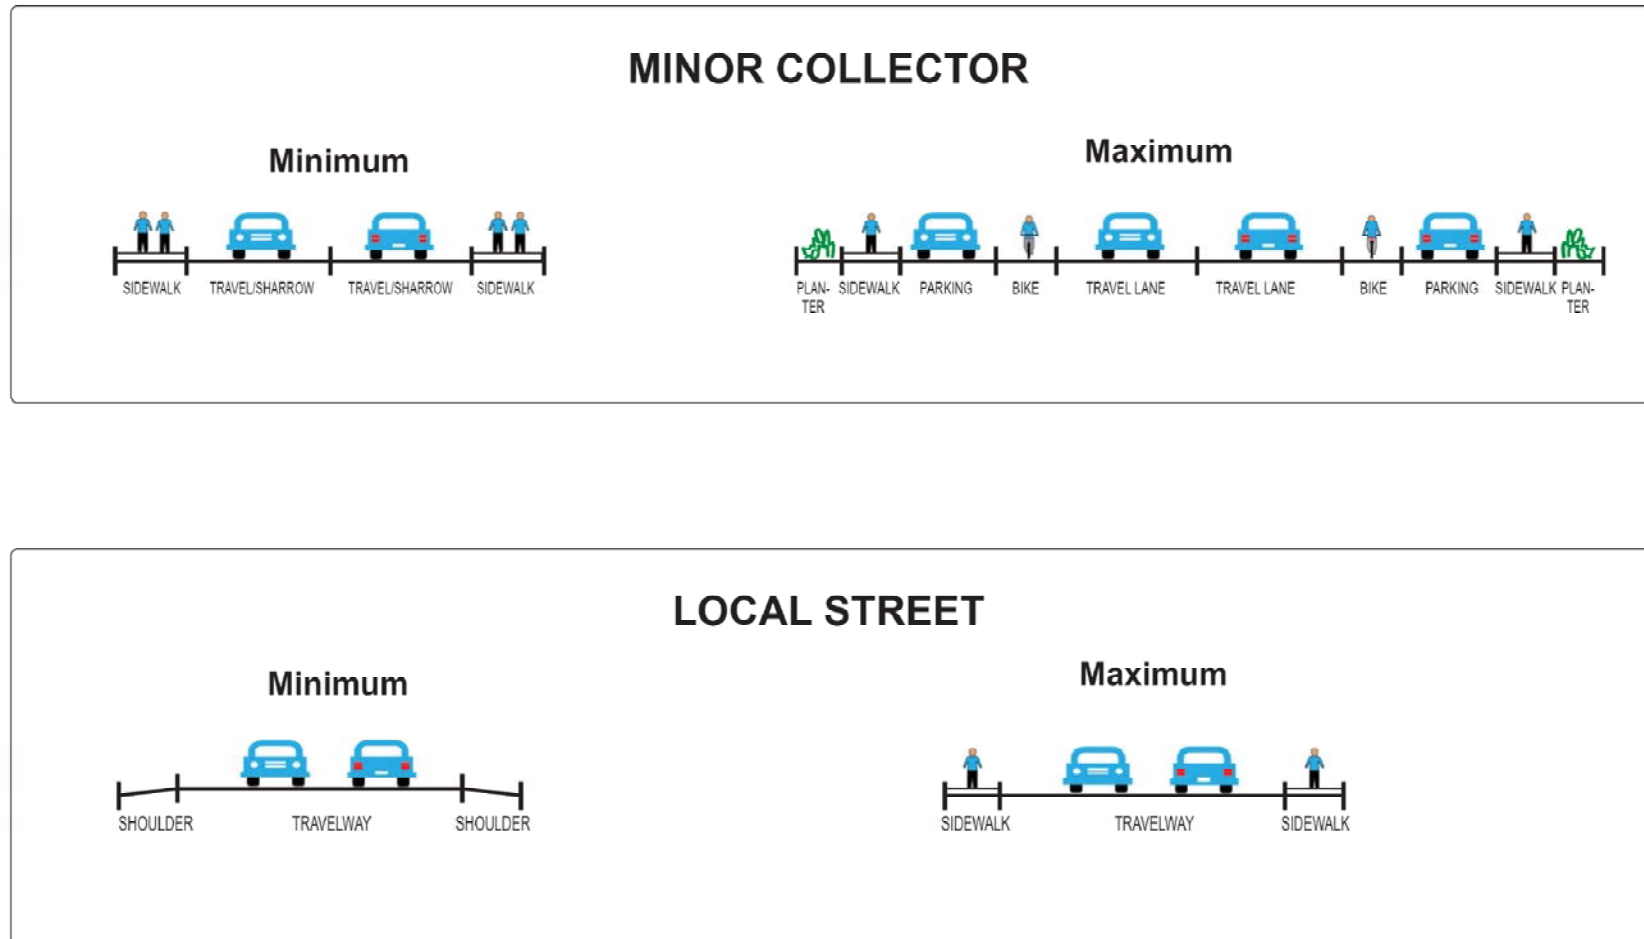 MINOR COLLECTOR
Minimum
Maximum
SIDEWALK TRAVEL/SHARROW TRAVEL/SHARROW SIDEWALK
PLAN-
TER
SIDEWALK PARKING BIKE TRAVEL LANE TRAVEL LANE BIKE PARKING SIDEWALK
PLAN-
TER
LOCAL STREET
Minimum
Maximum
SHOULDER TRAVELWAY SHOULDER
SIDEWALK TRAVELWAY SIDEWALK